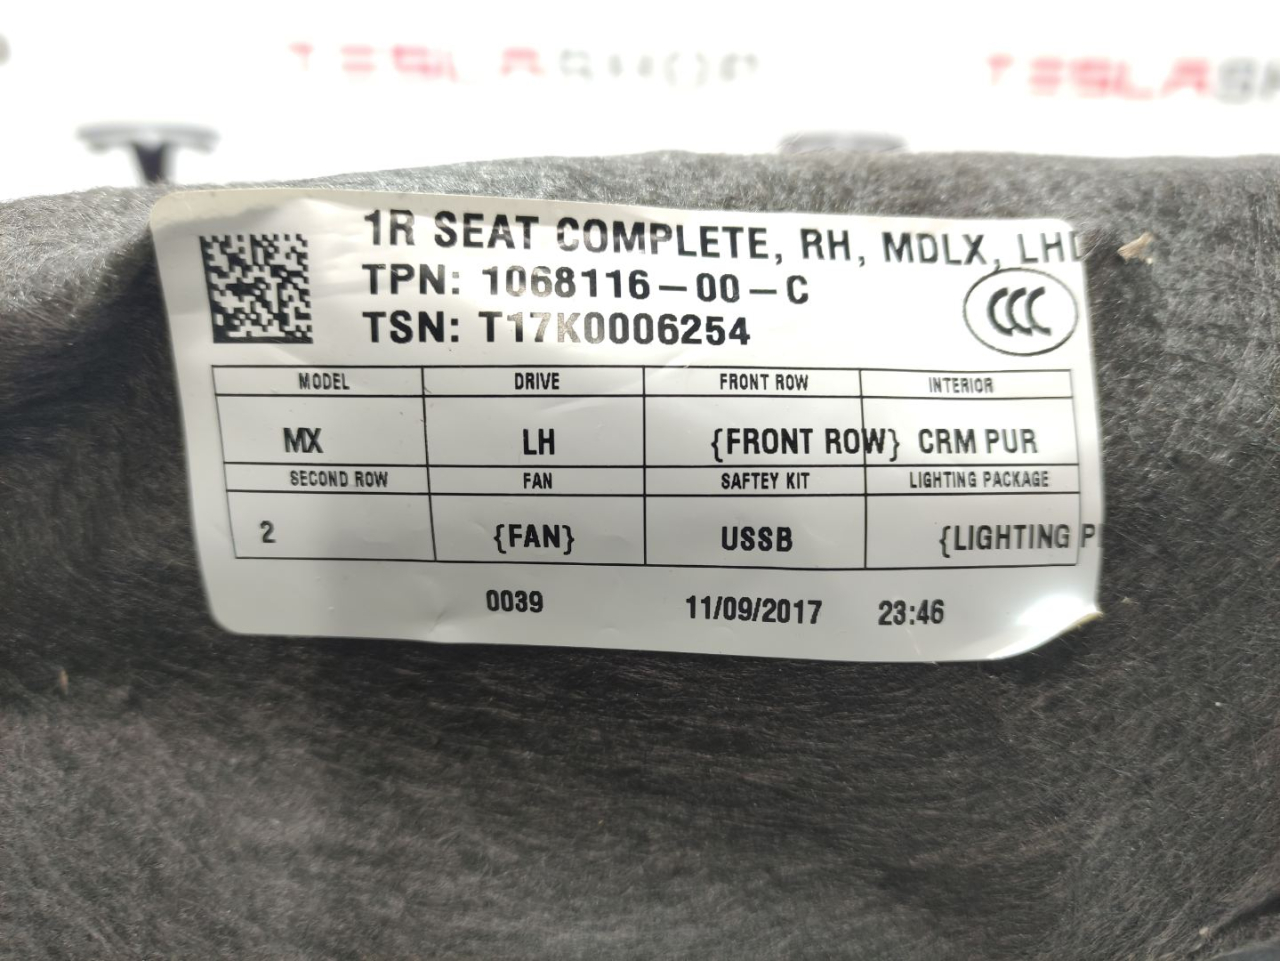 TESLASHOP
TESLASH
1R SEAT COMPLETE, RH, MDLX, LHD
TPN: 1068116-00-C
TSN: T17K0006254
CCC
MODEL DRIVE FRONT ROW INTERIOR
MX LH {FRONT ROW} CRM PUR
SECOND ROW FAN SAFTEY KIT LIGHTING PACKAGE
2 {FAN} USSB {LIGHTING P
0039 11/09/2017 23:46